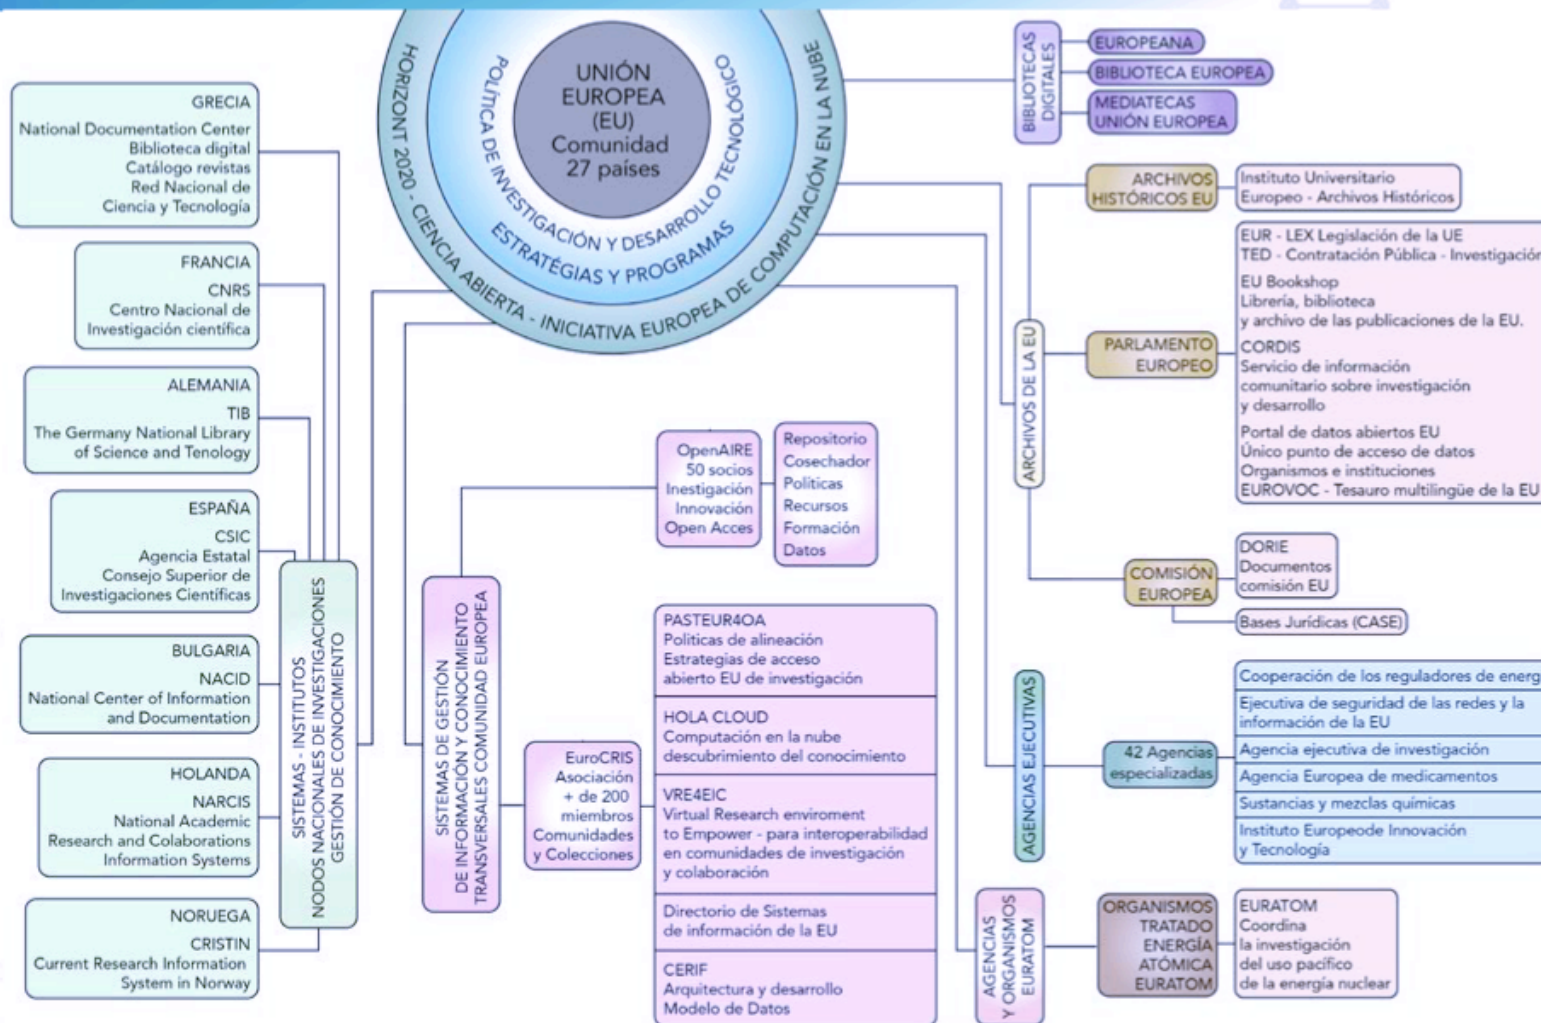 UNIÓN
EUROPEA
(EU)
Comunidad
27 países
POLÍTICA DE INVESTIGACIÓN Y DESARROLLO TECNOLÓGICO
ESTRATÉGIAS Y PROGRAMAS
HORIZONT 2020 - CIENCIA ABIERTA - INICIATIVA EUROPEA DE COMPUTACIÓN EN LA NUBE
GRECIA
National Documentation Center
Biblioteca digital
Catálogo revistas
Red Nacional de
Ciencia y Tecnología
FRANCIA
CNRS
Centro Nacional de
Investigación científica
ALEMANIA
TIB
The Germany National Library
of Science and Tenology
ESPAÑA
CSIC
Agencia Estatal
Consejo Superior de
Investigaciones Científicas
BULGARIA
NACID
National Center of Information
and Documentation
HOLANDA
NARCIS
National Academic
Research and Colaborations
Information Systems
NORUEGA
CRISTIN
Current Research Information
System in Norway
SISTEMAS - INSTITUTOS
NODOS NACIONALES DE INVESTIGACIONES
GESTIÓN DE CONOCIMIENTO
SISTEMAS DE GESTIÓN
DE INFORMACIÓN Y CONOCIMIENTO
TRANSVERSALES COMUNIDAD EUROPEA
OpenAIRE
50 socios
Inestigación
Innovación
Open Acces
Repositorio
Cosechador
Políticas
Recursos
Formación
Datos
EuroCRIS
Asociación
+ de 200
miembros
Comunidades
y Colecciones
PASTEUR4OA
Politicas de alineación
Estrategias de acceso
abierto EU de investigación
HOLA CLOUD
Computación en la nube
descubrimiento del conocimiento
VRE4EIC
Virtual Research enviroment
to Empower - para interoperabilidad
en comunidades de investigación
y colaboración
Directorio de Sistemas
de información de la EU
CERIF
Arquitectura y desarrollo
Modelo de Datos
BIBLIOTECAS
DIGITALES
EUROPEANA
BIBLIOTECA EUROPEA
MEDIATECAS
UNIÓN EUROPEA
ARCHIVOS DE LA EU
ARCHIVOS
HISTÓRICOS EU
Instituto Universitario
Europeo - Archivos Históricos
PARLAMENTO
EUROPEO
EUR - LEX Legislación de la UE
TED - Contratación Pública - Investigación
EU Bookshop
Librería, biblioteca
y archivo de las publicaciones de la EU.
CORDIS
Servicio de información
comunitario sobre investigación
y desarrollo
Portal de datos abiertos EU
Único punto de acceso de datos
Organismos e instituciones
EUROVOC - Tesauro multilingüe de la EU
COMISIÓN
EUROPEA
DORIE
Documentos
comisión EU
Bases Jurídicas (CASE)
AGENCIAS EJECUTIVAS
42 Agencias
especializadas
Cooperación de los reguladores de energ
Ejecutiva de seguridad de las redes y la
información de la EU
Agencia ejecutiva de investigación
Agencia Europea de medicamentos
Sustancias y mezclas químicas
Instituto Europeode Innovación
y Tecnología
AGENCIAS
Y ORGANISMOS
EURATOM
ORGANISMOS
TRATADO
ENERGÍA
ATÓMICA
EURATOM
EURATOM
Coordina
la investigación
del uso pacífico
de la energía nuclear